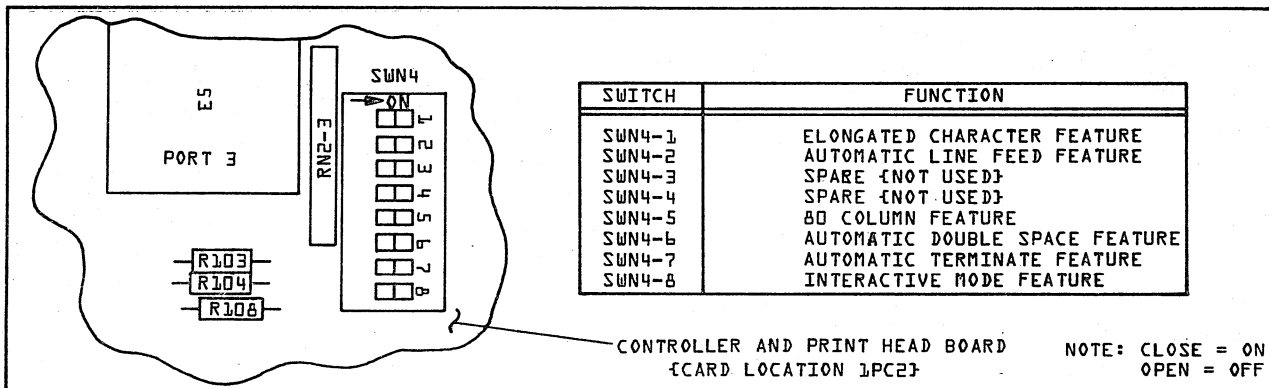 E5
PORT 3
RN2-3
SWN4
ON
1
2
3
4
5
6
7
8
R103
R104
R108
SWITCH FUNCTION
SWN4-1 ELONGATED CHARACTER FEATURE
SWN4-2 AUTOMATIC LINE FEED FEATURE
SWN4-3 SPARE {NOT USED}
SWN4-4 SPARE {NOT USED}
SWN4-5 80 COLUMN FEATURE
SWN4-6 AUTOMATIC DOUBLE SPACE FEATURE
SWN4-7 AUTOMATIC TERMINATE FEATURE
SWN4-8 INTERACTIVE MODE FEATURE
CONTROLLER AND PRINT HEAD BOARD
{CARD LOCATION 1PC2}
NOTE: CLOSE = ON
OPEN = OFF